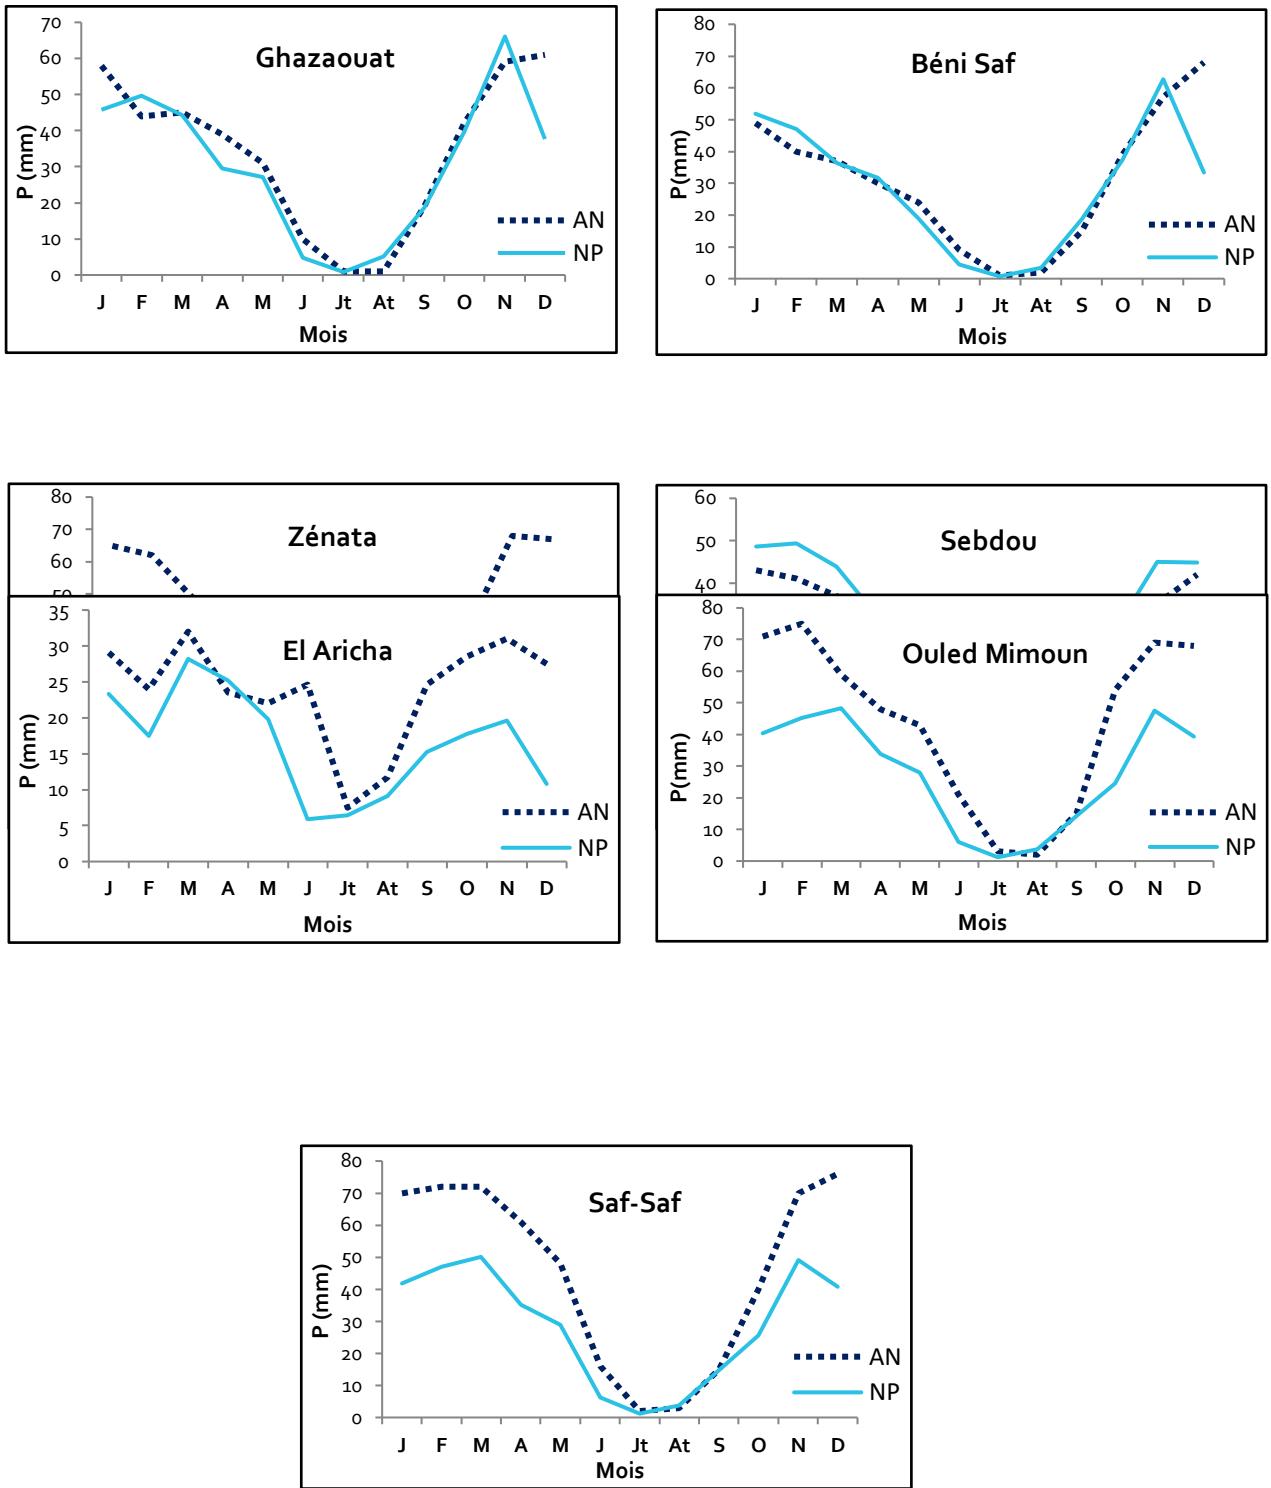 Ghazaouat
70
60
50
40
30
20
10
0
P (mm)
J F M A M J Jt At S O N D
Mois
AN
NP
Béni Saf
80
70
60
50
40
30
20
10
0
P(mm)
J F M A M J Jt At S O N D
Mois
AN
NP
Zénata
80
70
60
Sebdou
60
50
40
El Aricha
35
30
25
20
15
10
5
0
P (mm)
J F M A M J Jt At S O N D
Mois
AN
NP
Ouled Mimoun
80
70
60
50
40
30
20
10
0
P(mm)
J F M A M J Jt At S O N D
Mois
AN
NP
Saf-Saf
80
70
60
50
40
30
20
10
0
P (mm)
J F M A M J Jt At S O N D
Mois
AN
NP